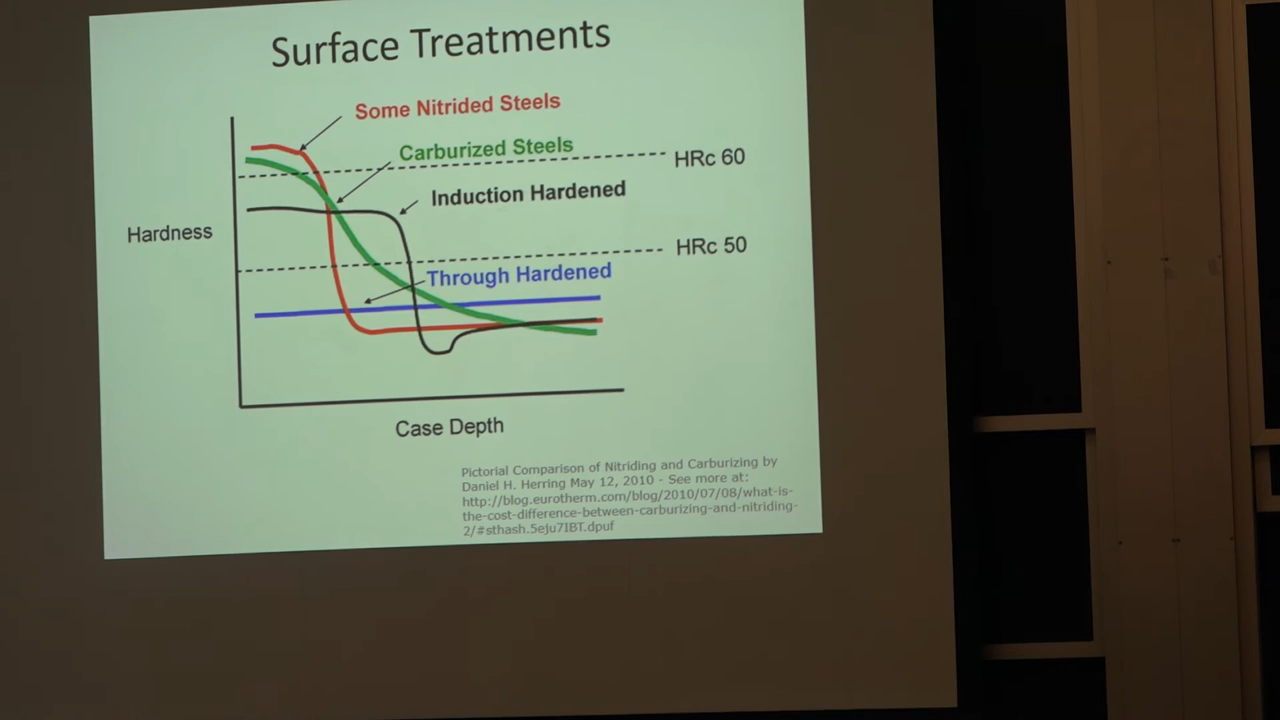 Surface Treatments
Some Nitrided Steels
Carburized Steels
HRc 60
Induction Hardened
Hardness
HRc 50
Through Hardened
Case Depth
Pictorial Comparison of Nitriding and Carburizing by
Daniel H. Herring May 12, 2010 - See more at:
http://blog.eurotherm.com/blog/2010/07/08/what-is-
the-cost-difference-between-carburizing-and-nitriding-
2/#sthash.5eju7IBT.dpuf